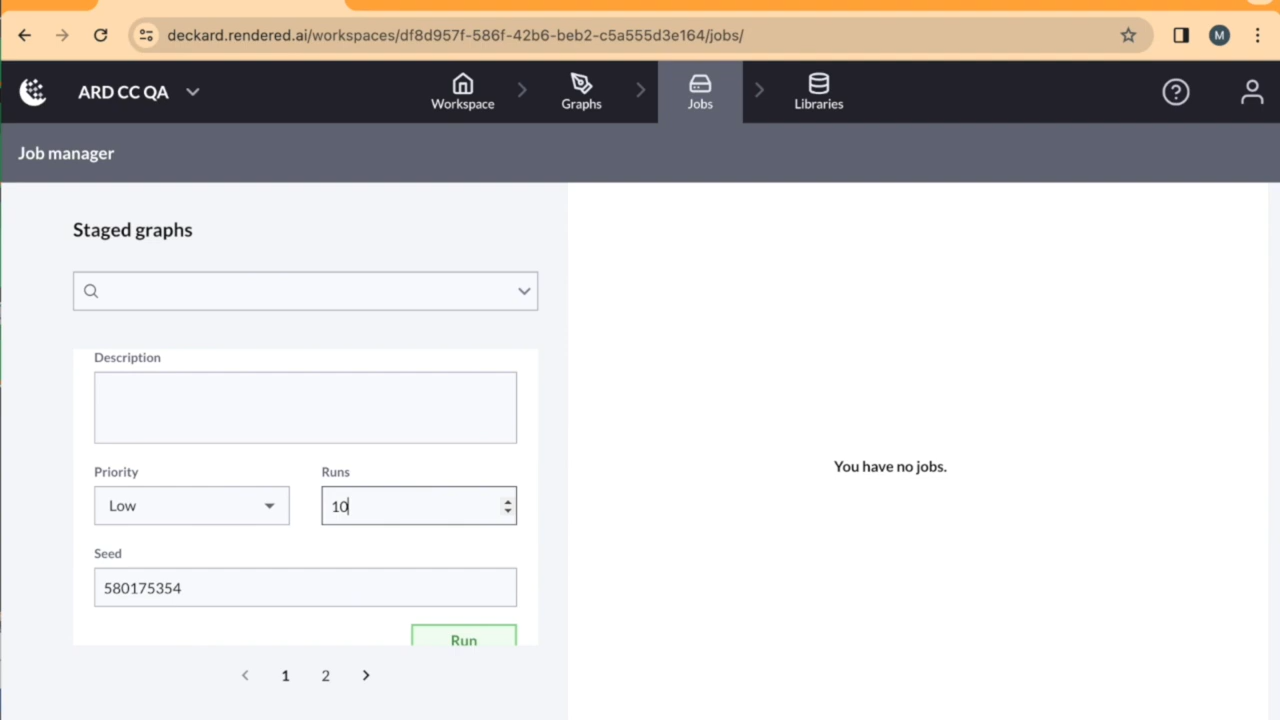 deckard.rendered.ai/workspaces/df8d957f-586f-42b6-beb2-c5a555d3e164/jobs/
M
ARD CC QA
Workspace
Graphs
Jobs
Libraries
Job manager
Staged graphs
Description
You have no jobs.
Priority
Runs
Low
10
Seed
580175354
Run
1
2